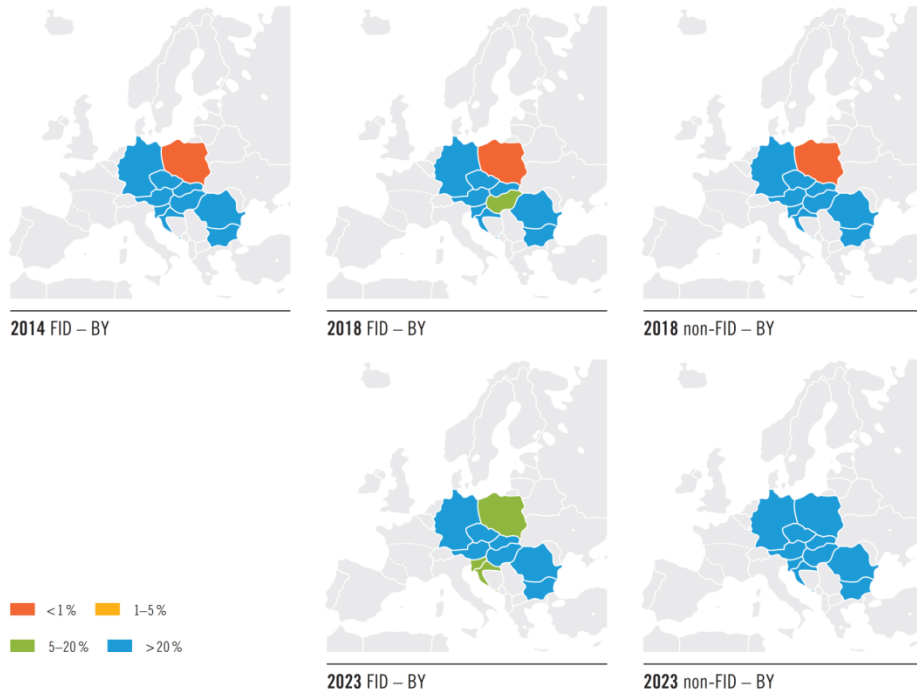 2014 FID – BY
2018 FID – BY
2018 non-FID – BY
<1 %
1–5 %
5–20 %
>20 %
2023 FID – BY
2023 non-FID – BY